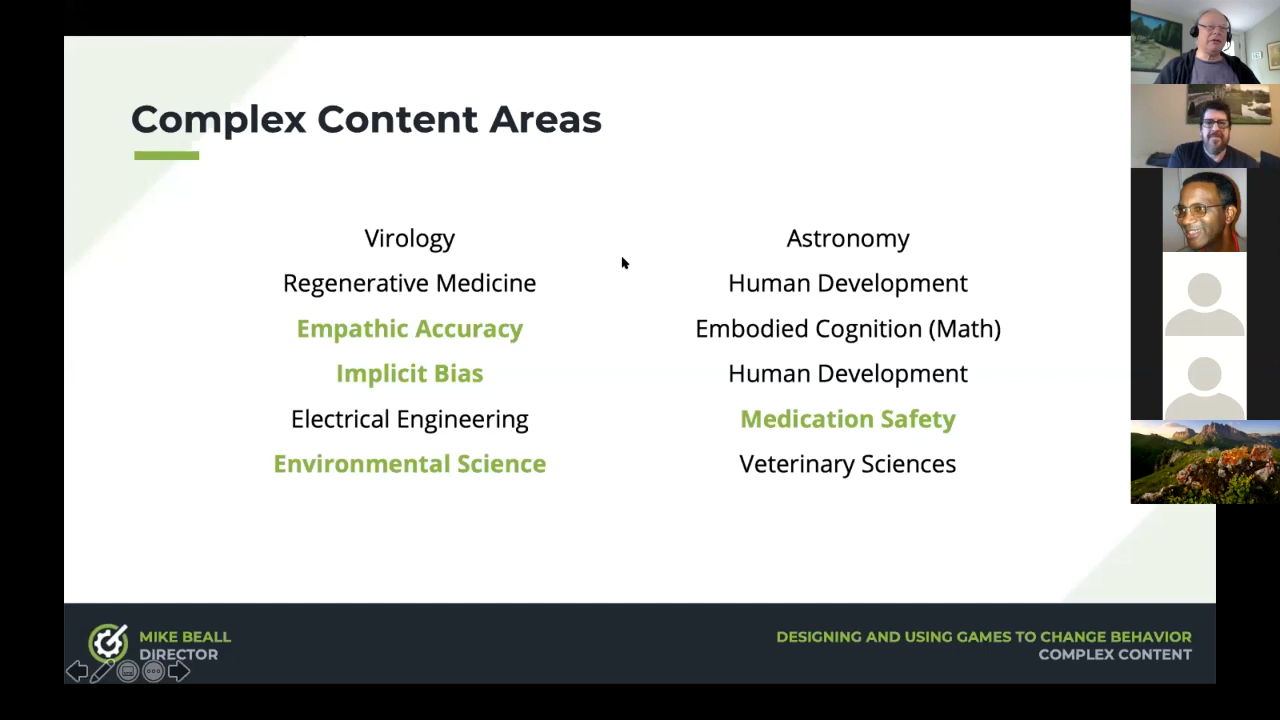 Complex Content Areas
Virology
Regenerative Medicine
Empathic Accuracy
Implicit Bias
Electrical Engineering
Environmental Science
Astronomy
Human Development
Embodied Cognition (Math)
Human Development
Medication Safety
Veterinary Sciences
MIKE BEALL
DIRECTOR
DESIGNING AND USING GAMES TO CHANGE BEHAVIOR
COMPLEX CONTENT